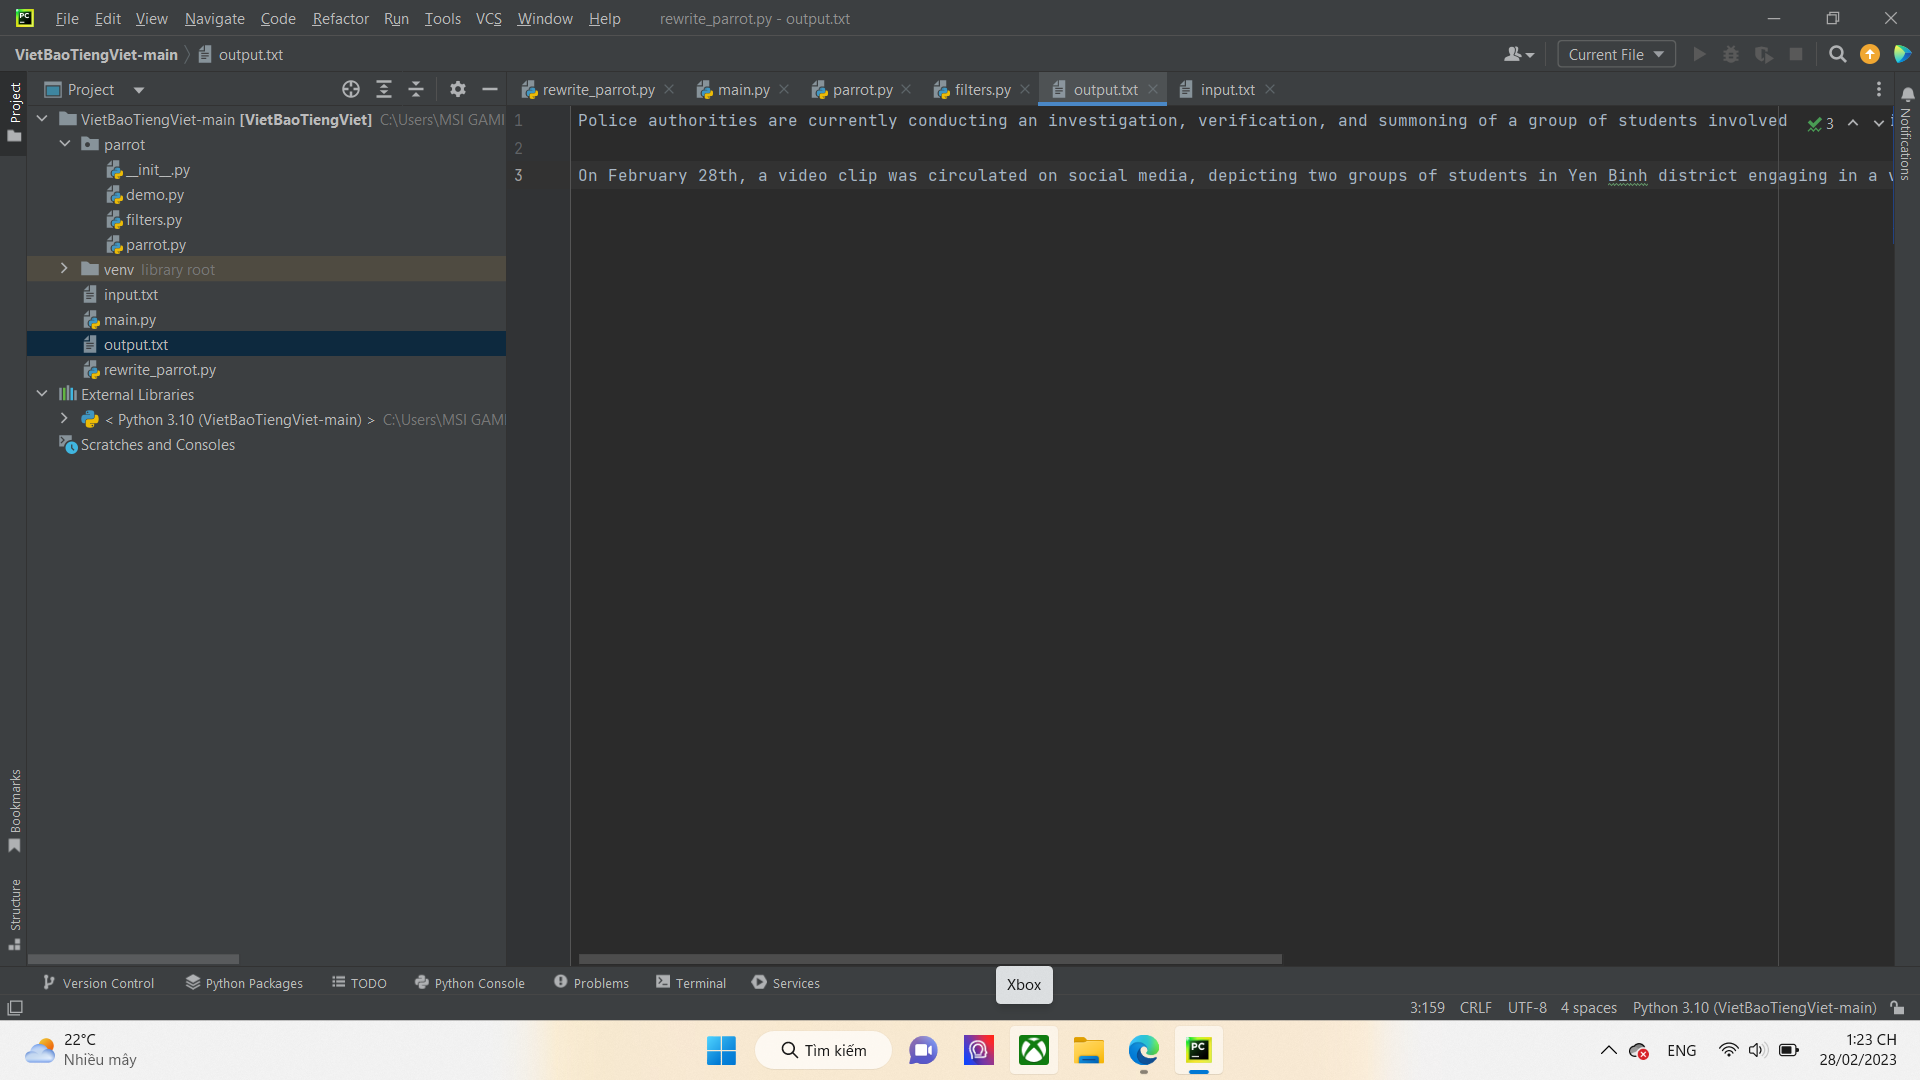 File Edit View Navigate Code Refactor Run Tools VCS Window Help rewrite_parrot.py - output.txt
VietBaoTiengViet-main output.txt Current File
Project
Project
rewrite_parrot.py main.py parrot.py filters.py output.txt input.txt
Notifications
VietBaoTiengViet-main [VietBaoTiengViet] C:\Users\MSI GAMI
parrot
__init__.py
demo.py
filters.py
parrot.py
venv library root
input.txt
main.py
output.txt
rewrite_parrot.py
External Libraries
< Python 3.10 (VietBaoTiengViet-main) > C:\Users\MSI GAMI
Scratches and Consoles
1 Police authorities are currently conducting an investigation, verification, and summoning of a group of students involved
3
2
3 On February 28th, a video clip was circulated on social media, depicting two groups of students in Yen Binh district engaging in a
Bookmarks
Structure
Version Control Python Packages TODO Python Console Problems Terminal Services
Xbox
3:159 CRLF UTF-8 4 spaces Python 3.10 (VietBaoTiengViet-main)
22°C
Nhiều mây
Tìm kiếm
ENG
1:23 CH
28/02/2023